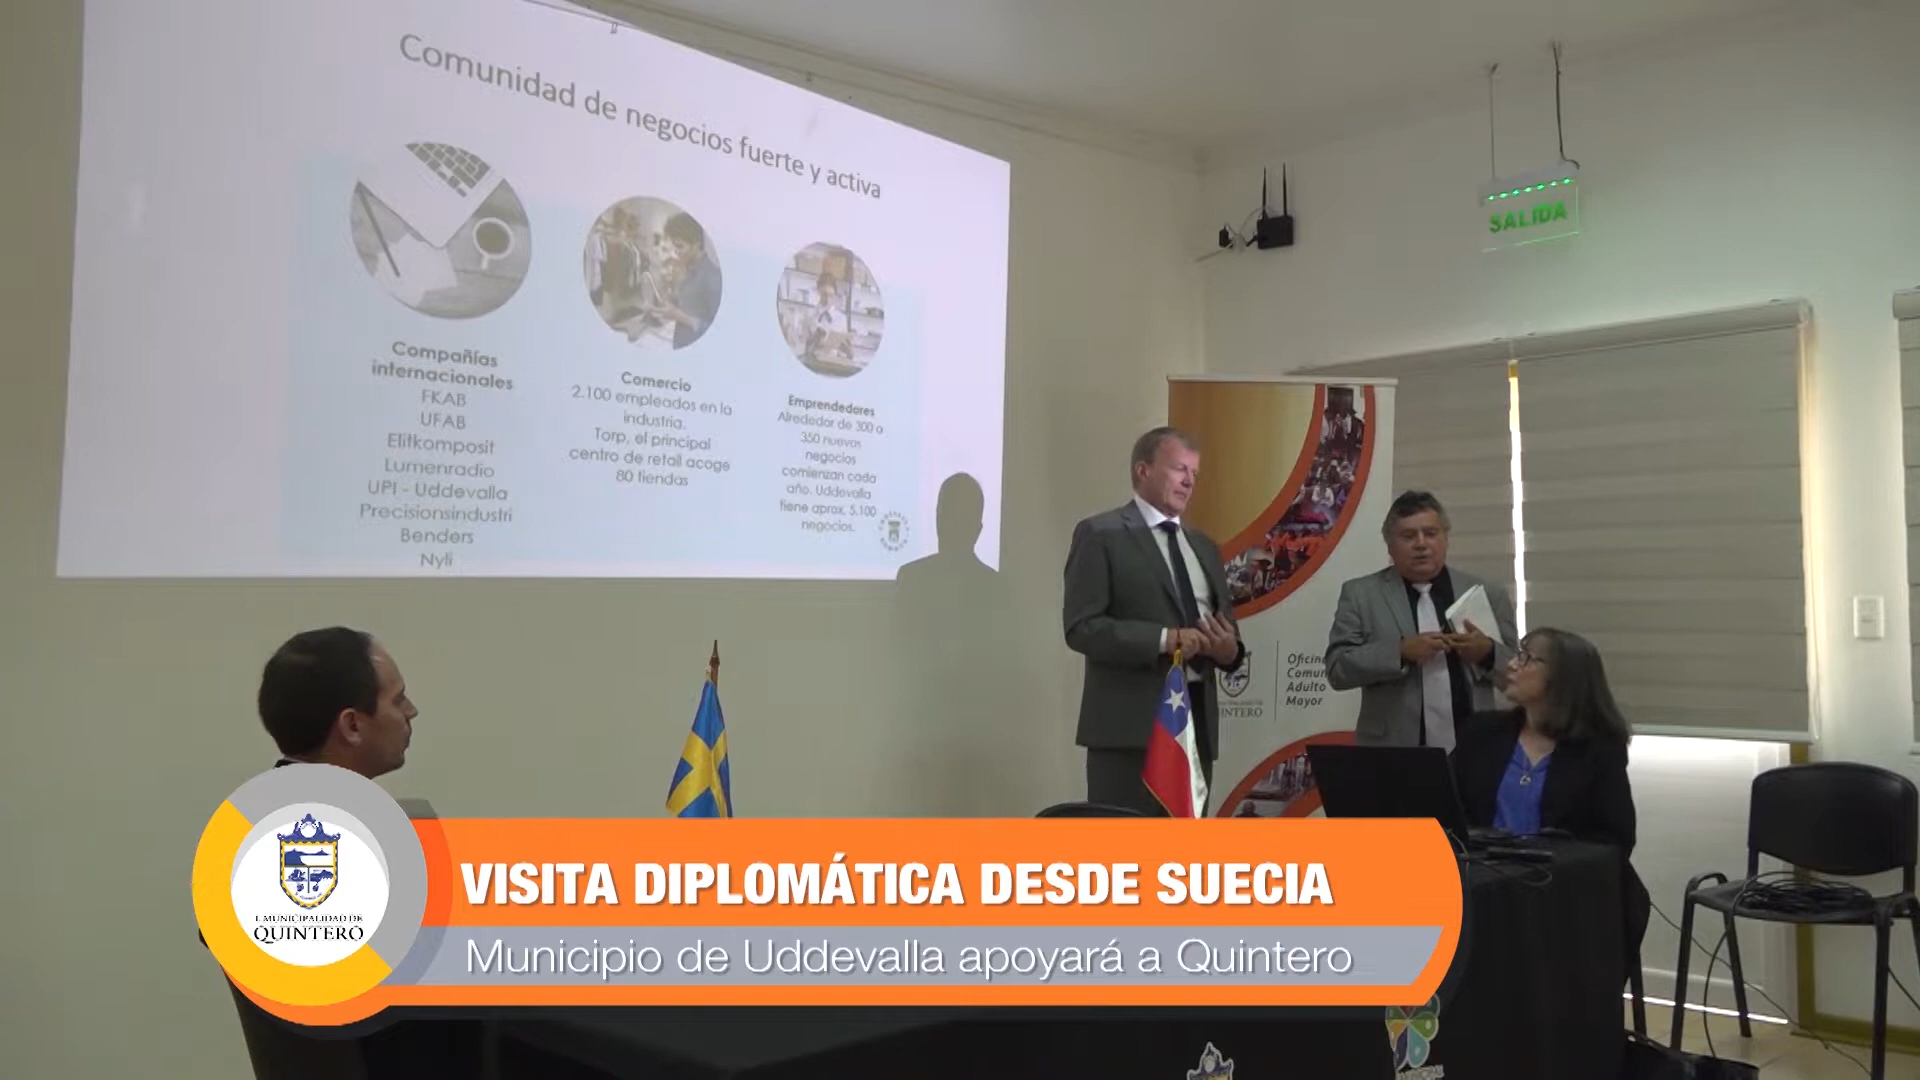 Comunidad de negocios fuerte y activa
Compañías
internacionales
FKAB
UFAB
Elitkomposit
Lumenradio
UPI - Uddevalla
Precisionsindustri
Benders
Nyli
Comercio
2.100 empleados en la
industria.
Torp, el principal
centro de retail acoge
80 tiendas
Emprendedores
Alrededor de 300 a
350 nuevos
negocios
comienzan cada
año. Uddevalla
tiene aprox. 5.100
negocios.
SALIDA
Adulto
Mayor
I. MUNICIPALIDAD DE
QUINTERO
VISITA DIPLOMÁTICA DESDE SUECIA
Municipio de Uddevalla apoyará a Quintero